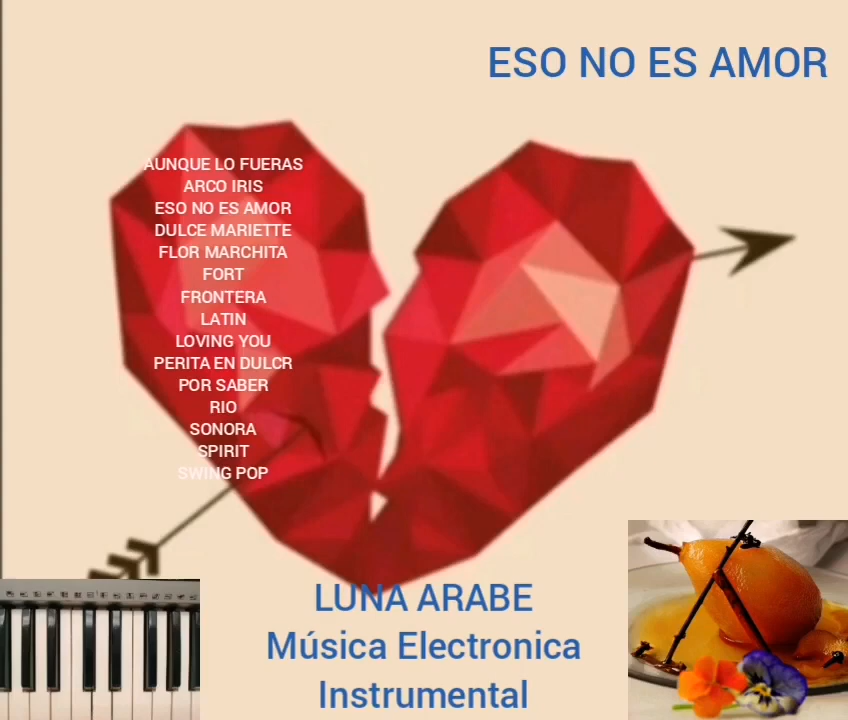 ESO NO ES AMOR
AUNQUE LO FUERAS
ARCO IRIS
ESO NO ES AMOR
DULCE MARIETTE
FLOR MARCHITA
FORT
FRONTERA
LATIN
LOVING YOU
PERITA EN DULCR
POR SABER
RIO
SONORA
SPIRIT
SWING POP
LUNA ARABE
Música Electronica
Instrumental